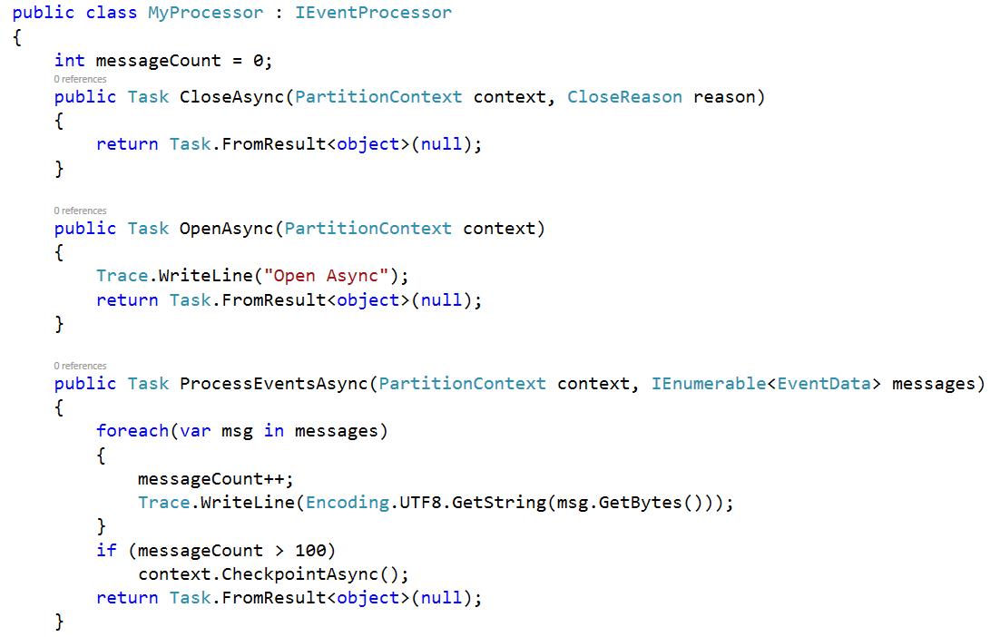 public class MyProcessor : IEventProcessor
{
int messageCount = 0;
0 references
public Task CloseAsync(PartitionContext context, CloseReason reason)
{
return Task.FromResult<object>(null);
}
0 references
public Task OpenAsync(PartitionContext context)
{
Trace.WriteLine("Open Async");
return Task.FromResult<object>(null);
}
0 references
public Task ProcessEventsAsync(PartitionContext context, IEnumerable<EventData> messages)
{
foreach(var msg in messages)
{
messageCount++;
Trace.WriteLine(Encoding.UTF8.GetString(msg.GetBytes()));
}
if (messageCount > 100)
context.CheckpointAsync();
return Task.FromResult<object>(null);
}